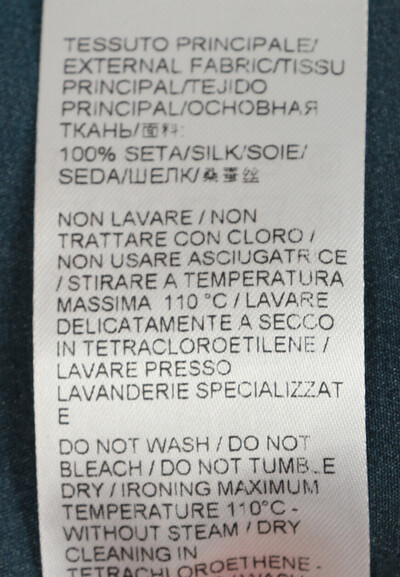 TESSUTO PRINCIPALE/
EXTERNAL FABRIC/TISSU
PRINCIPAL/TEJIDO
PRINCIPAL/ОСНОВНАЯ
ТКАНЬ/面料:
100% SETA/SILK/SOIE/
SEDA/ШЕЛК/桑蚕丝
NON LAVARE / NON
TRATTARE CON CLORO /
NON USARE ASCIUGATRICE
/ STIRARE A TEMPERATURA
MASSIMA 110 °C / LAVARE
DELICATAMENTE A SECCO
IN TETRACLOROETILENE /
LAVARE PRESSO
LAVANDERIE SPECIALIZZAT
E
DO NOT WASH / DO NOT
BLEACH / DO NOT TUMBLE
DRY / IRONING MAXIMUM
TEMPERATURE 110°C -
WITHOUT STEAM / DRY
CLEANING IN
TETRACHLOROETHENE -